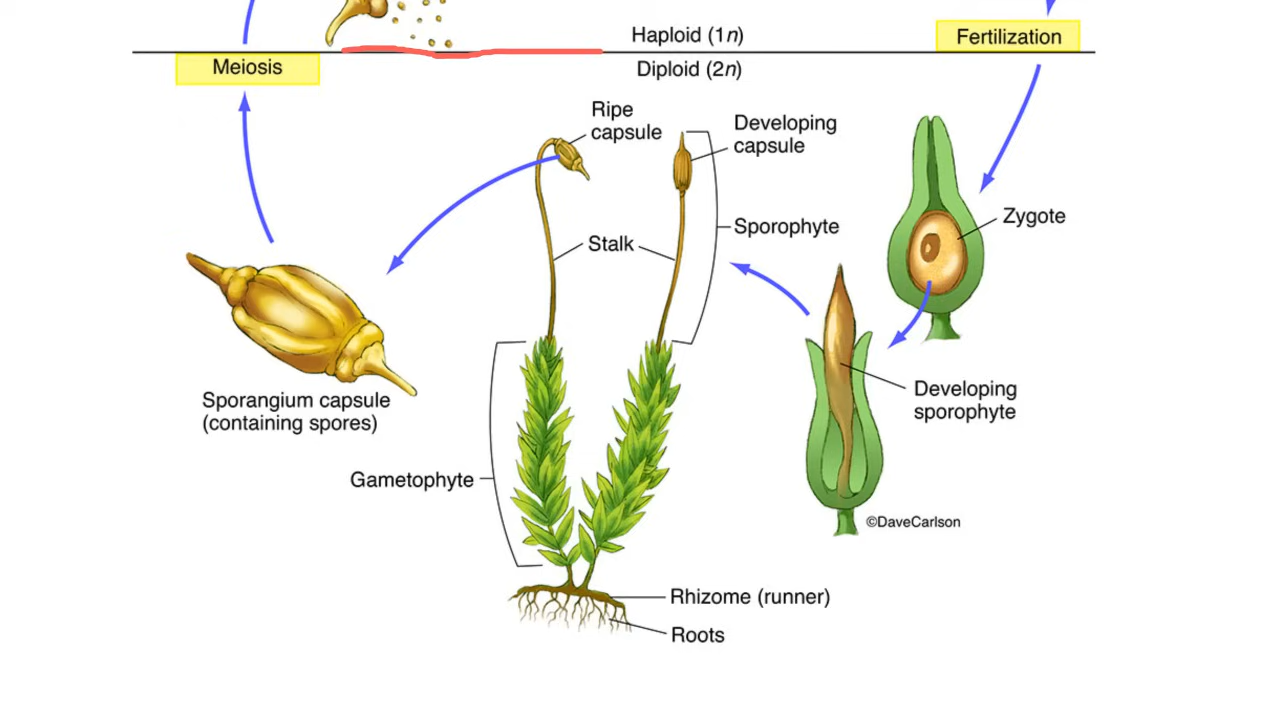 Haploid (1n)
Fertilization
Meiosis
Diploid (2n)
Ripe
capsule
Developing
capsule
Zygote
Sporophyte
Stalk
Developing
sporophyte
Sporangium capsule
(containing spores)
Gametophyte
©DaveCarlson
Rhizome (runner)
Roots